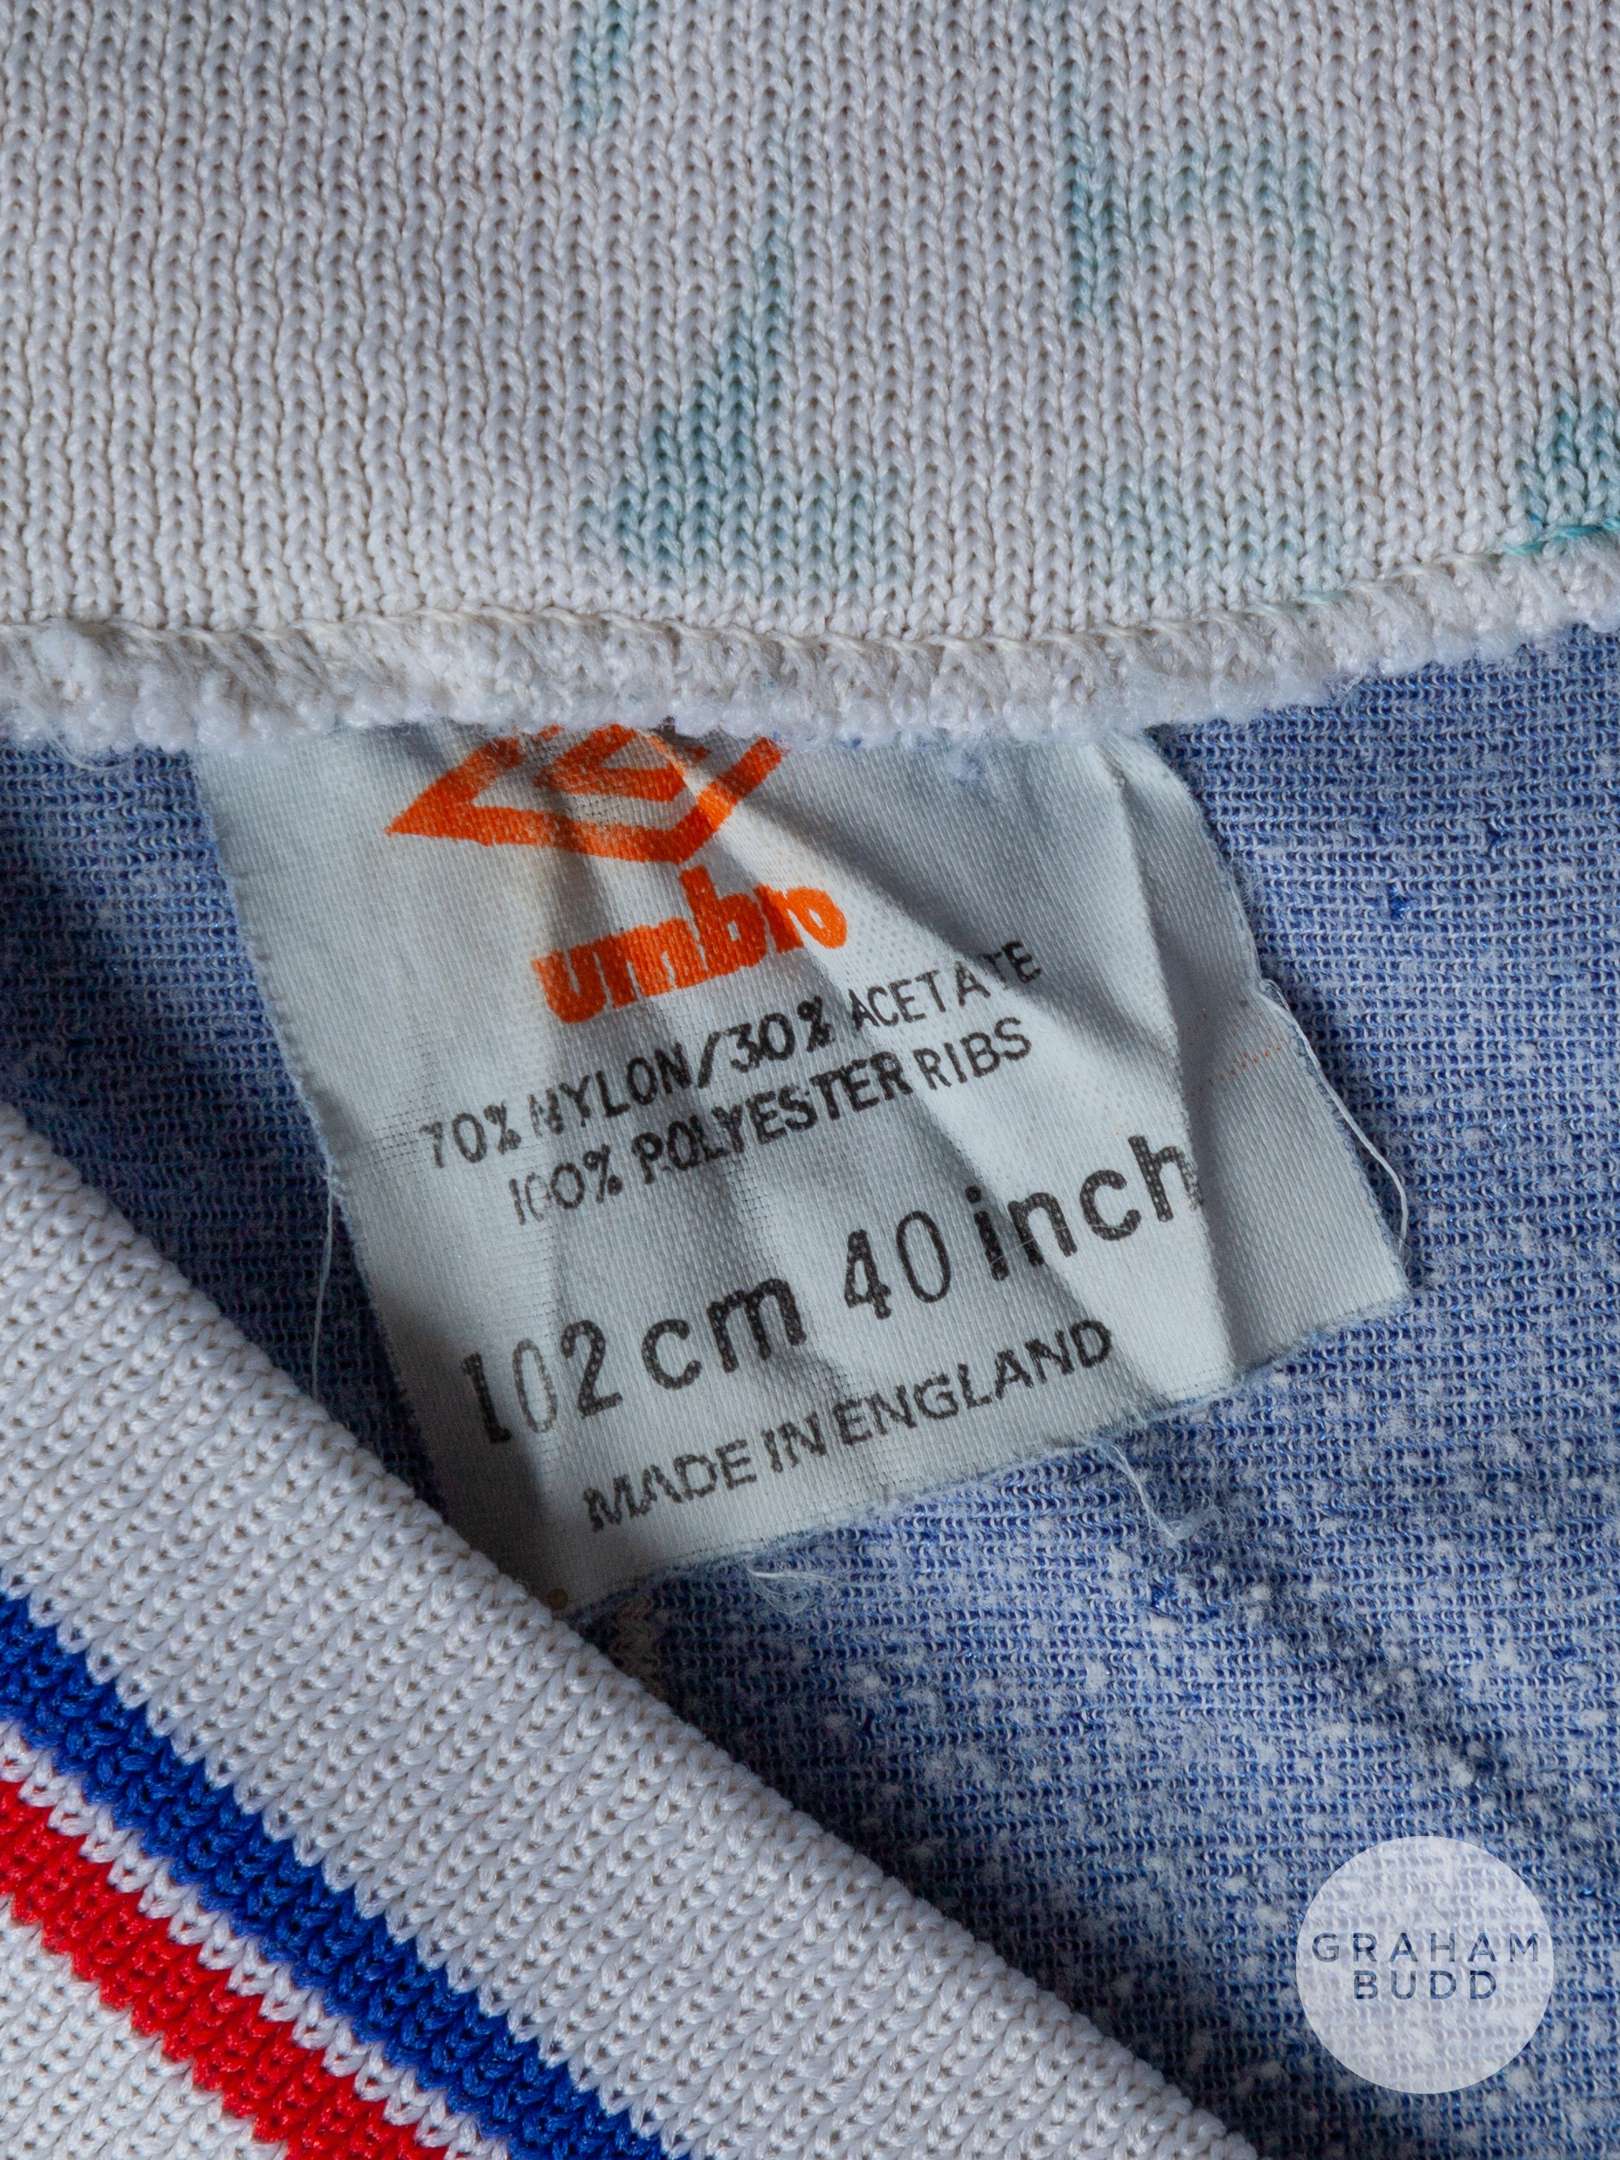 umbro
70% NYLON/30% ACETATE
100% POLYESTER RIBS
102 cm 40 inch
MADE IN ENGLAND
GRAHAM
BUDD